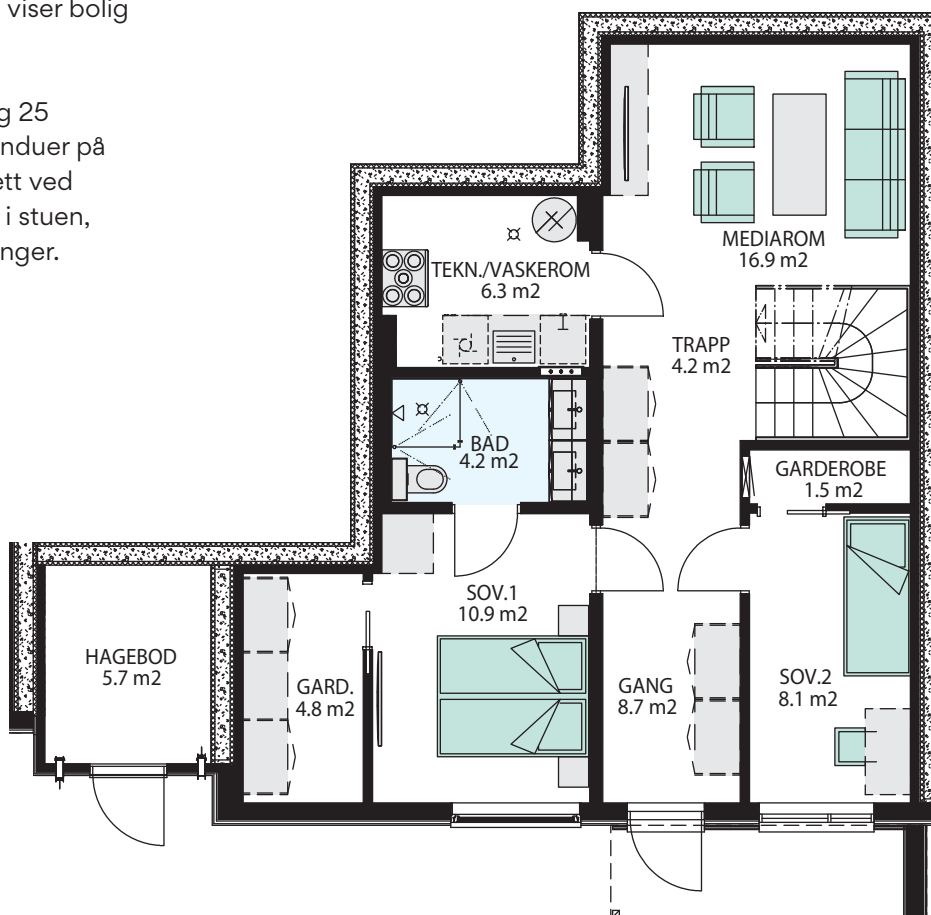 viser bolig
g 25
nduer på
ett ved
i stuen,
nger.
MEDIAROM
16.9 m2
TEKN./VASKEROM
6.3 m2
TRAPP
4.2 m2
BAD
4.2 m2
GARDEROBE
1.5 m2
SOV.1
10.9 m2
HAGEBOD
5.7 m2
GARD.
4.8 m2
GANG
8.7 m2
SOV.2
8.1 m2